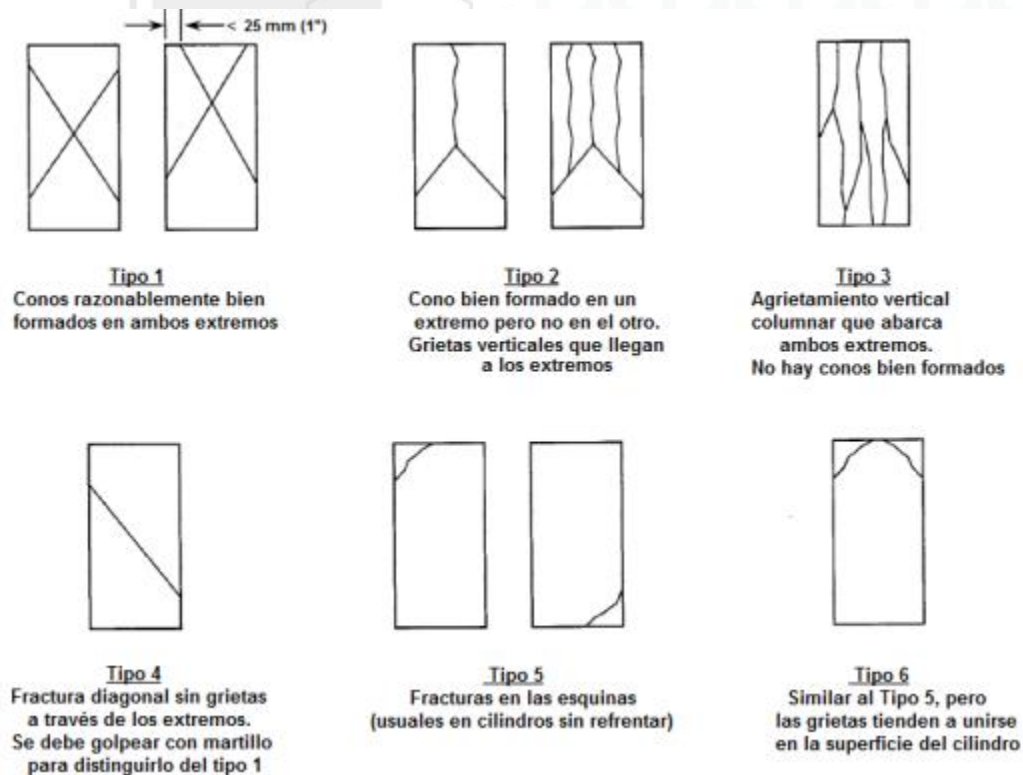 < 25 mm (1")
Tipo 1
Conos razonablemente bien
formados en ambos extremos
Tipo 2
Cono bien formado en un
extremo pero no en el otro.
Grietas verticales que llegan
a los extremos
Tipo 3
Agrietamiento vertical
columnar que abarca
ambos extremos.
No hay conos bien formados
Tipo 4
Fractura diagonal sin grietas
a través de los extremos.
Se debe golpear con martillo
para distinguirlo del tipo 1
Tipo 5
Fracturas en las esquinas
(usuales en cilindros sin refrentar)
Tipo 6
Similar al Tipo 5, pero
las grietas tienden a unirse
en la superficie del cilindro